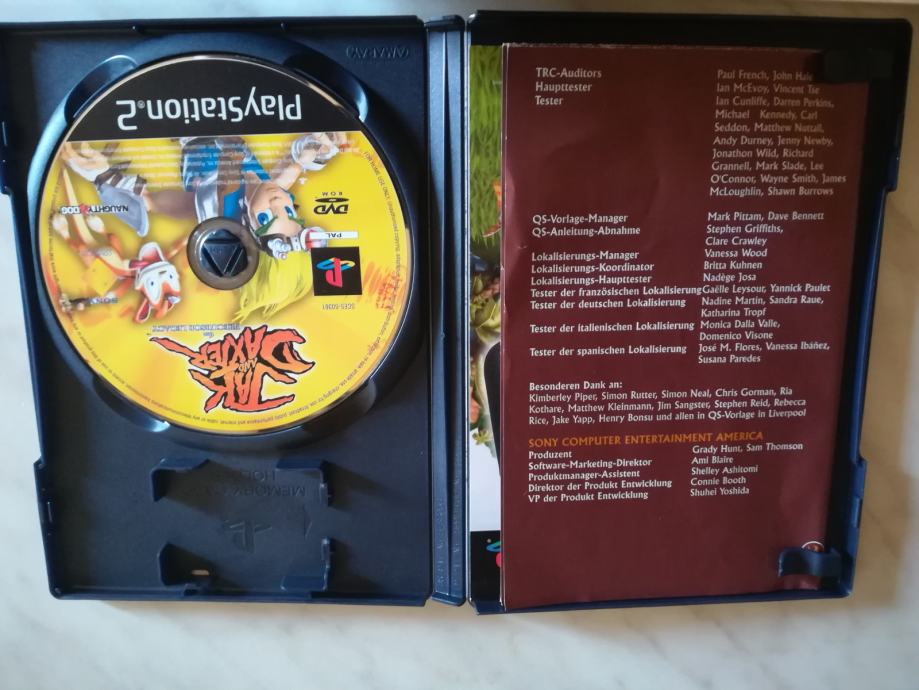 PlayStation®2
FOR HOME USE ONLY.
NAUGHTY DOG
DVD
ROM
PAL
SONY
SCES-50361
JAK
AND
DAXTER
THE
PRECURSOR LEGACY
MEMORY
AMARAY
TRC-Auditors
Haupttester
Tester
Paul French, John Hale
Ian McEvoy, Vincent Tse
Ian Cunliffe, Darren Perkins,
Michael Kennedy, Carl
Seddon, Matthew Nuttall,
Andy Durney, Jenny Newby,
Jonathon Wild, Richard
Grannell, Mark Slade, Lee
O'Connor, Wayne Smith, James
McLoughlin, Shawn Burrows
QS-Vorlage-Manager Mark Pittam, Dave Bennett
QS-Anleitung-Abnahme Stephen Griffiths,
Clare Crawley
Lokalisierungs-Manager Vanessa Wood
Lokalisierungs-Koordinator Britta Kuhnen
Lokalisierungs-Haupttester Nadège Josa
Tester der französischen Lokalisierung Gaëlle Leysour, Yannick Paulet
Tester der deutschen Lokalisierung Nadine Martin, Sandra Raue,
Katharina Tropf
Tester der italienischen Lokalisierung Monica Dalla Valle,
Domenico Visone
Tester der spanischen Lokalisierung José M. Flores, Vanessa Ibáñez,
Susana Paredes
Besonderen Dank an:
Kimberley Piper, Simon Rutter, Simon Neal, Chris Gorman, Ria
Kothare, Matthew Kleinmann, Jim Sangster, Stephen Reid, Rebecca
Rice, Jake Yapp, Henry Bonsu und allen in QS-Vorlage in Liverpool
SONY COMPUTER ENTERTAINMENT AMERICA
Produzent Grady Hunt, Sam Thomson
Software-Marketing-Direktor Ami Blaire
Produktmanager-Assistent Shelley Ashitomi
Direktor der Produkt Entwicklung Connie Booth
VP der Produkt Entwicklung Shuhei Yoshida